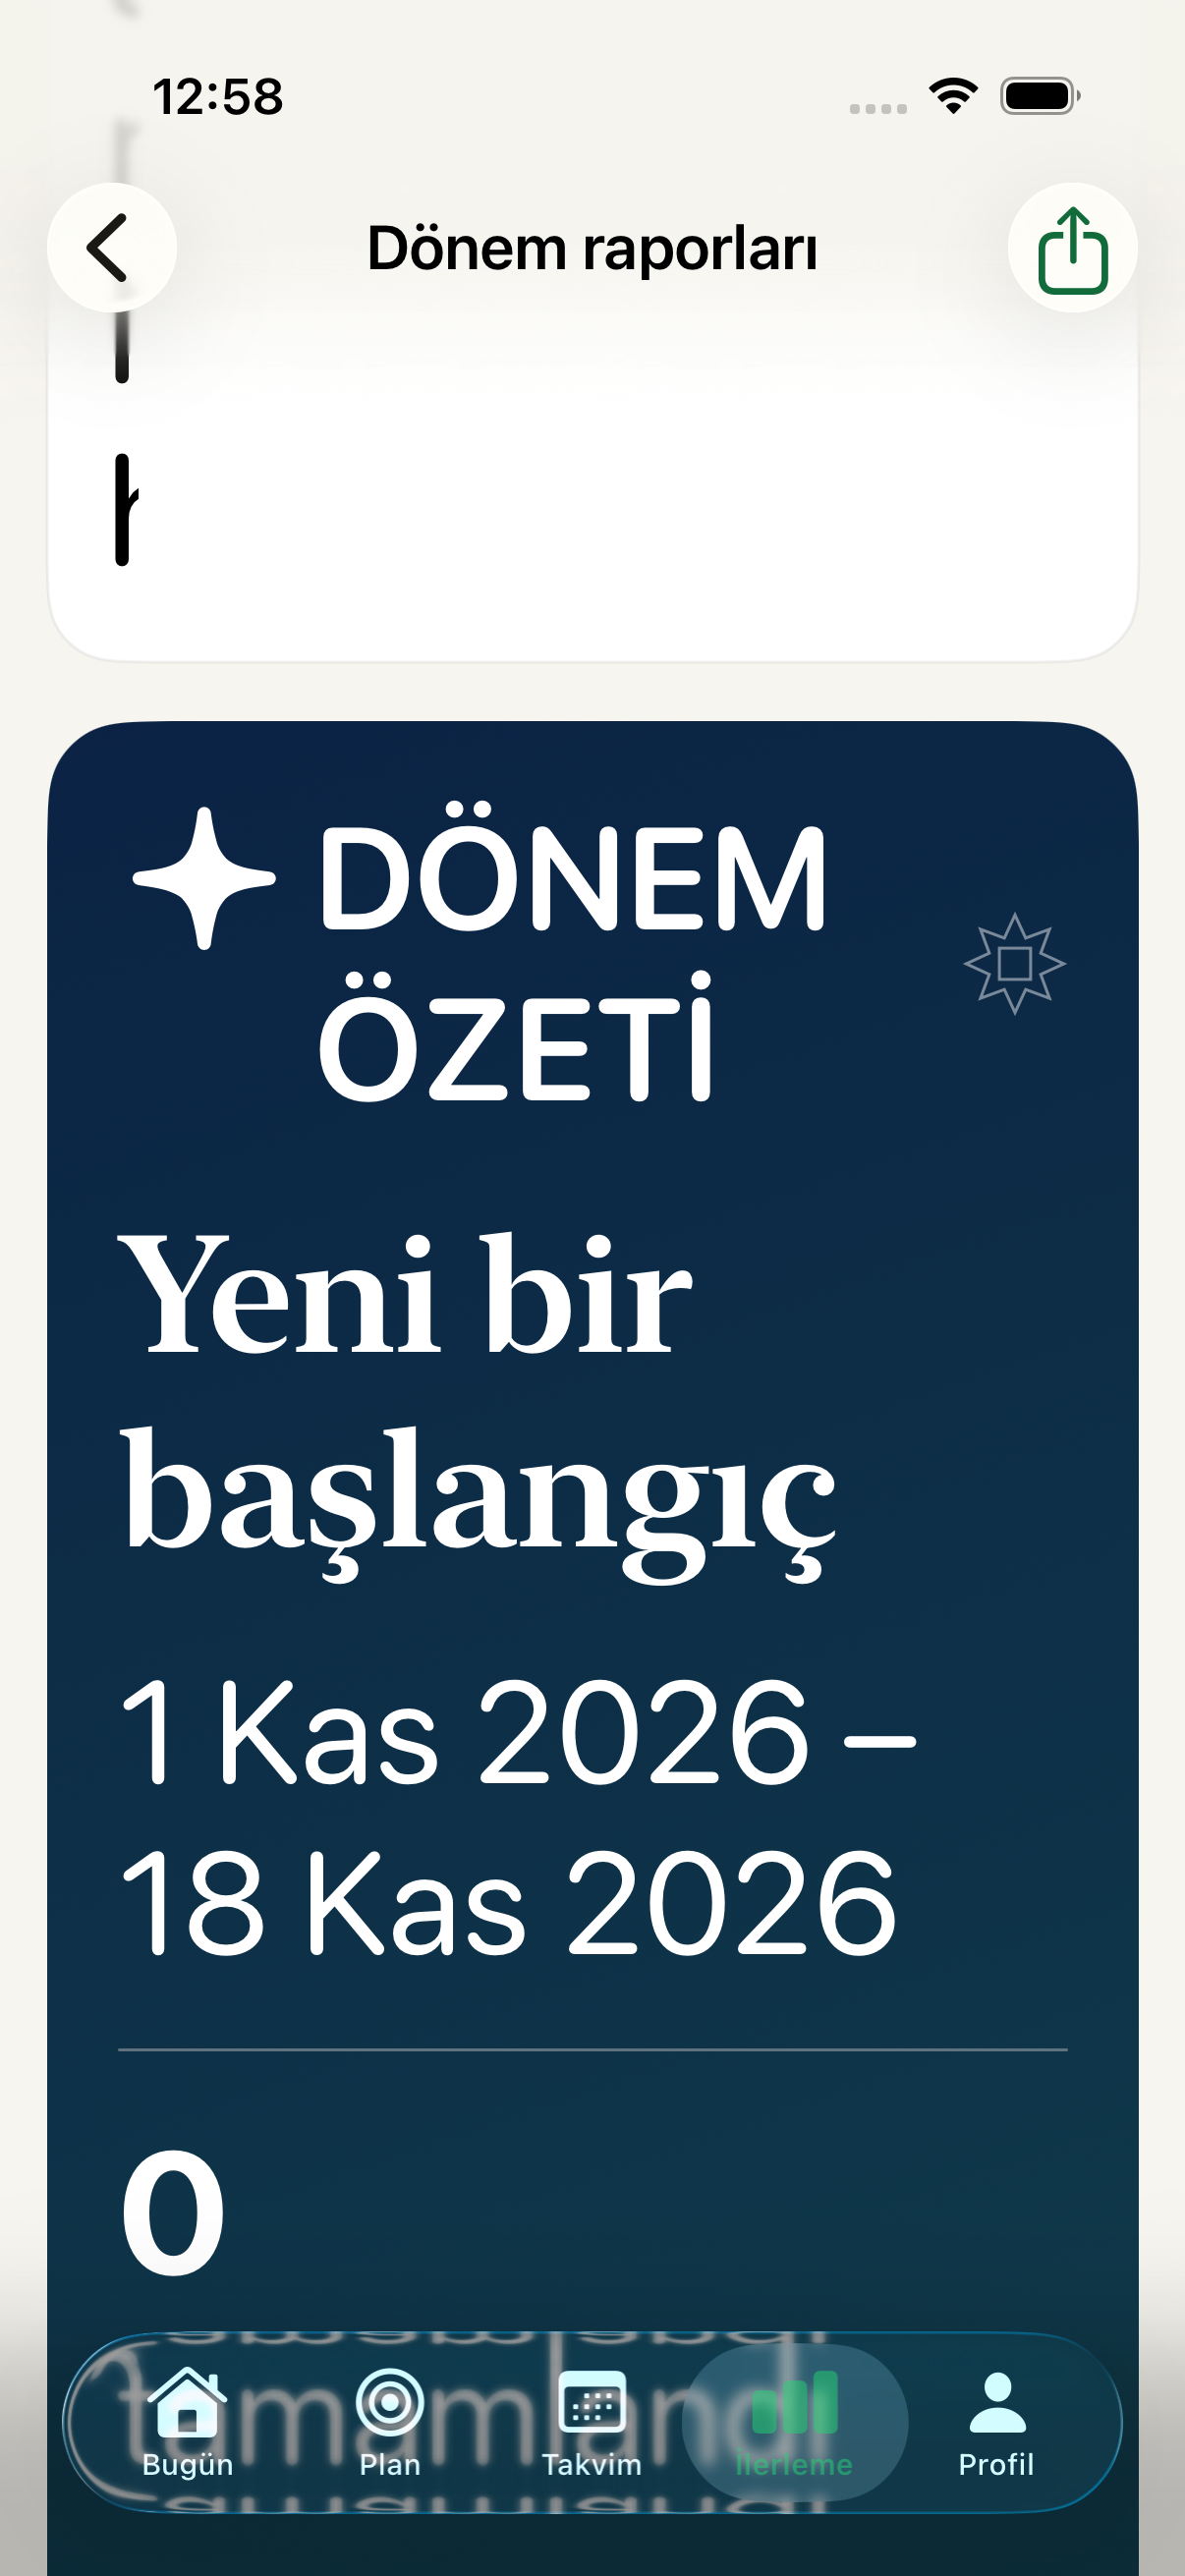 12:58
Dönem raporları
DÖNEM
ÖZETİ
Yeni bir
başlangıç
1 Kas 2026 –
18 Kas 2026
0
tamamlandı
Bugün
Plan
Takvim
İlerleme
Profil